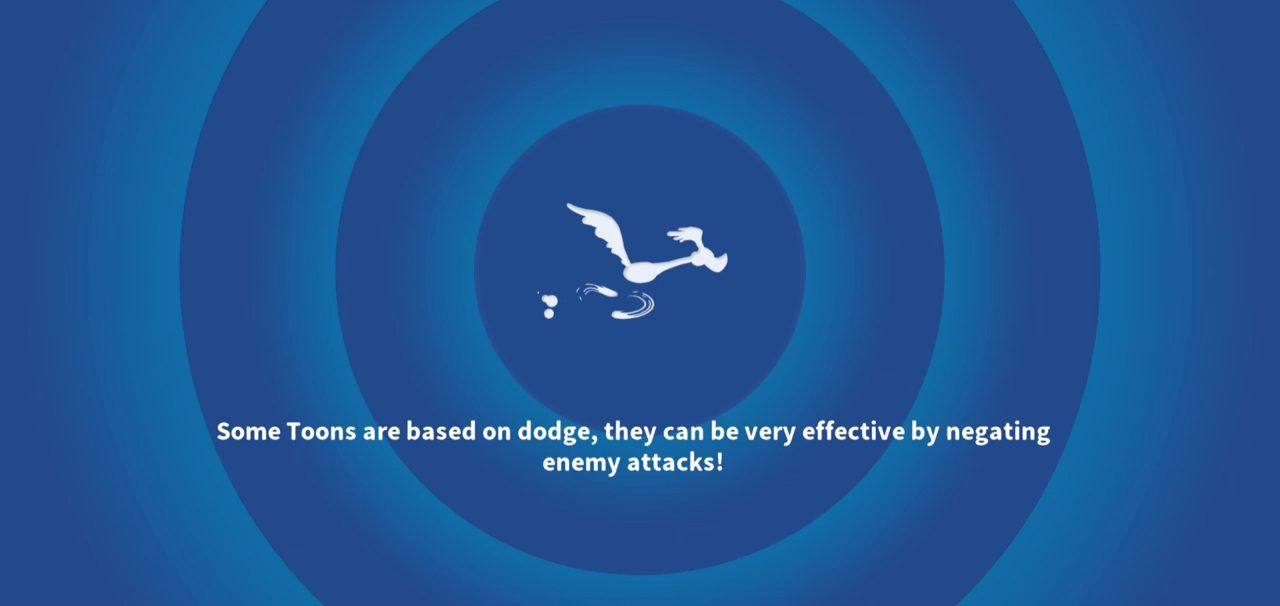 Some Toons are based on dodge, they can be very effective by negating
enemy attacks!